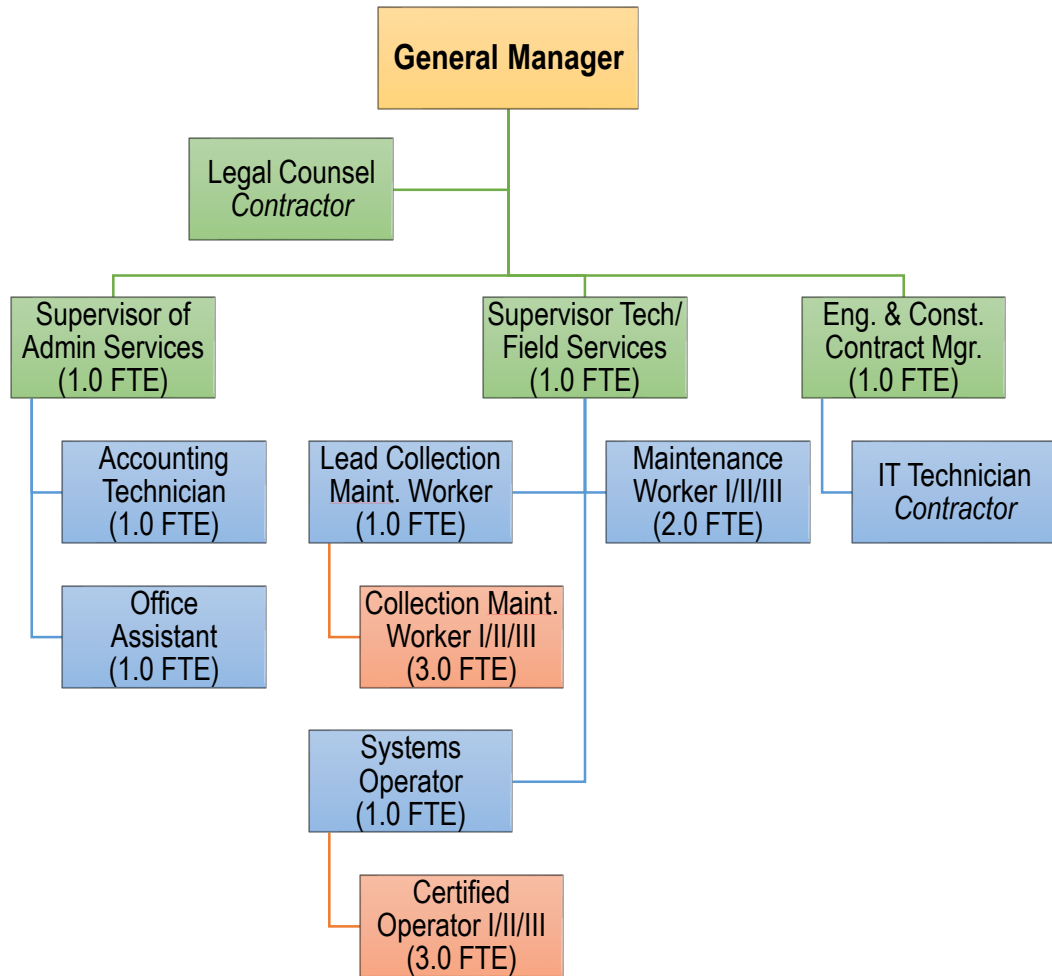 General Manager
Legal Counsel
Contractor
Supervisor of
Admin Services
(1.0 FTE)
Supervisor Tech/
Field Services
(1.0 FTE)
Eng. & Const.
Contract Mgr.
(1.0 FTE)
Accounting
Technician
(1.0 FTE)
Lead Collection
Maint. Worker
(1.0 FTE)
Maintenance
Worker I/II/III
(2.0 FTE)
IT Technician
Contractor
Office
Assistant
(1.0 FTE)
Collection Maint.
Worker I/II/III
(3.0 FTE)
Systems
Operator
(1.0 FTE)
Certified
Operator I/II/III
(3.0 FTE)